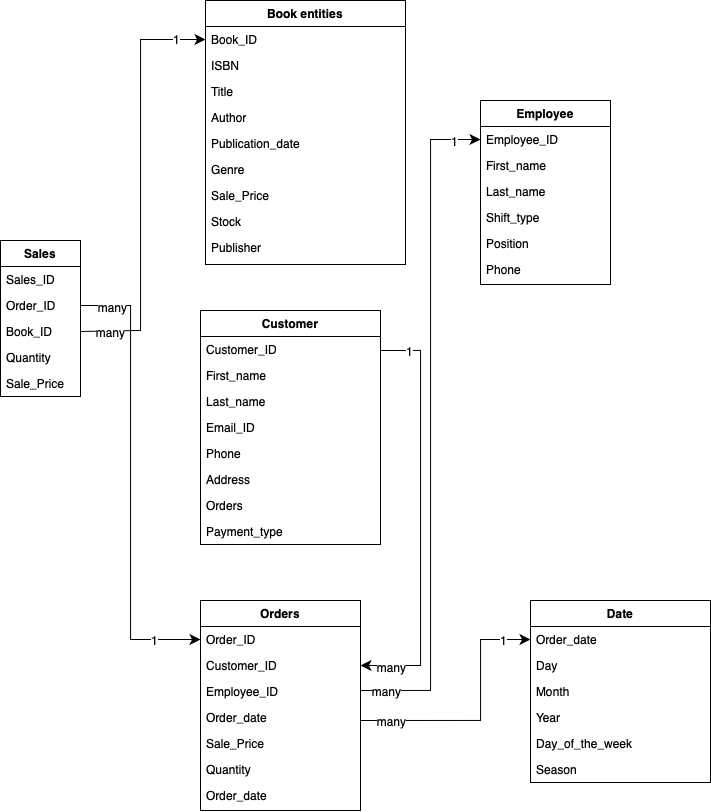 Book entities
Book_ID
ISBN
Title
Author
Publication_date
Genre
Sale_Price
Stock
Publisher
1
Employee
Employee_ID
First_name
Last_name
Shift_type
Position
Phone
1
Sales
Sales_ID
Order_ID
Book_ID
Quantity
Sale_Price
many
many
Customer
Customer_ID
First_name
Last_name
Email_ID
Phone
Address
Orders
Payment_type
1
Orders
Order_ID
Customer_ID
Employee_ID
Order_date
Sale_Price
Quantity
Order_date
1
many
many
many
Date
Order_date
Day
Month
Year
Day_of_the_week
Season
1